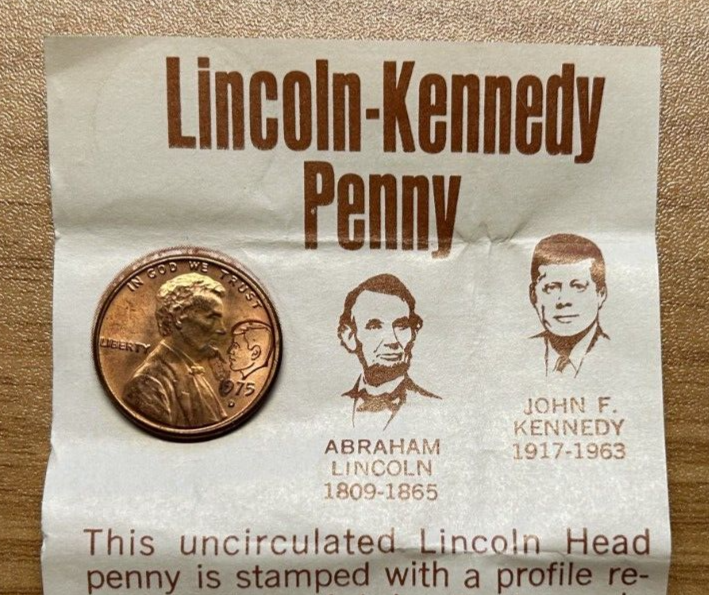 Lincoln-Kennedy
Penny
IN GOD WE TRUST
LIBERTY
1975
ABRAHAM
LINCOLN
1809-1865
JOHN F.
KENNEDY
1917-1963
This uncirculated Lincoln Head
penny is stamped with a profile re-